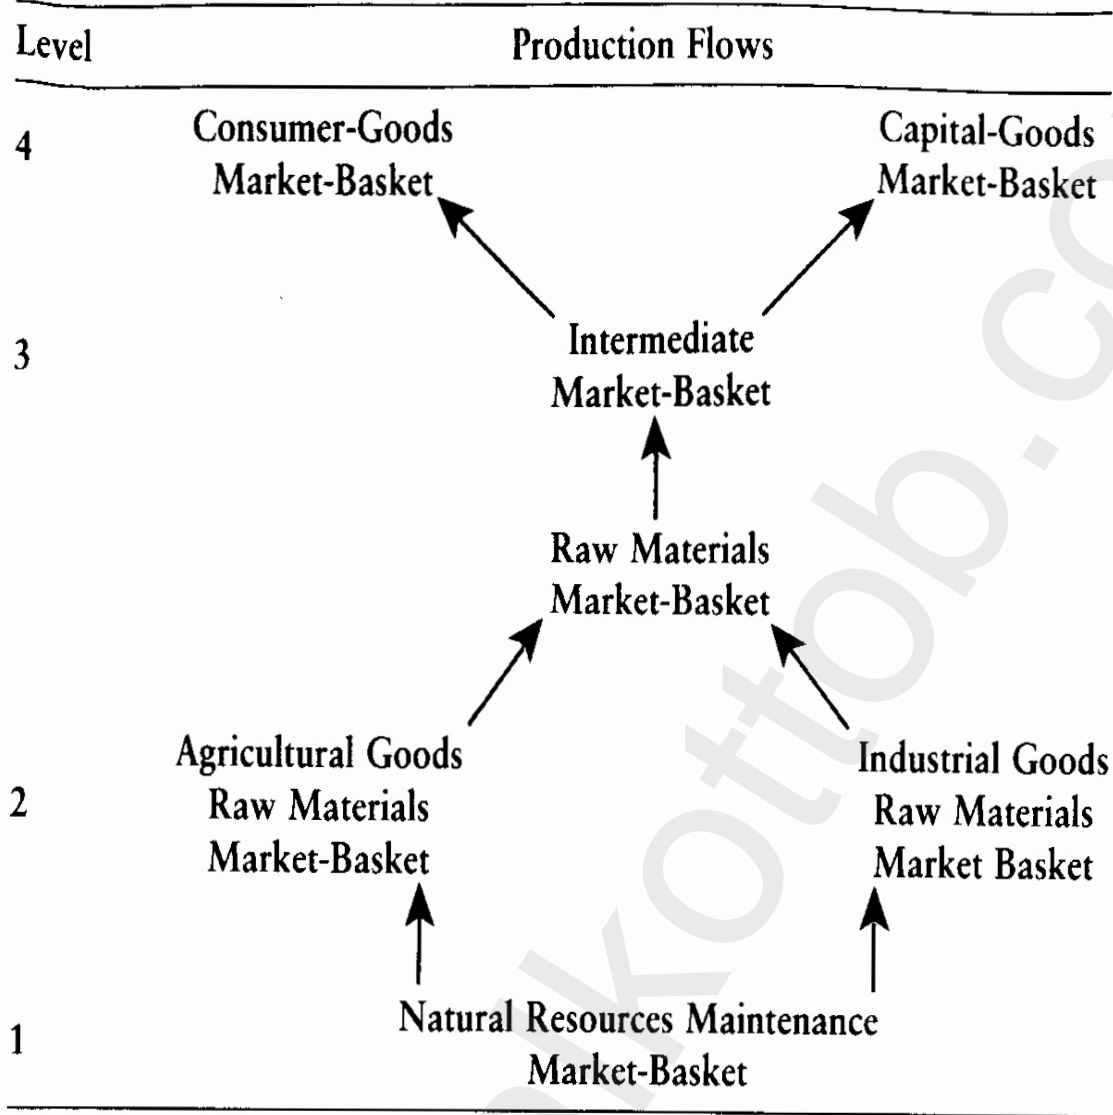 Level Production Flows
4
Consumer-Goods
Market-Basket
Capital-Goods
Market-Basket
3
Intermediate
Market-Basket
Raw Materials
Market-Basket
2
Agricultural Goods
Raw Materials
Market-Basket
Industrial Goods
Raw Materials
Market Basket
1
Natural Resources Maintenance
Market-Basket